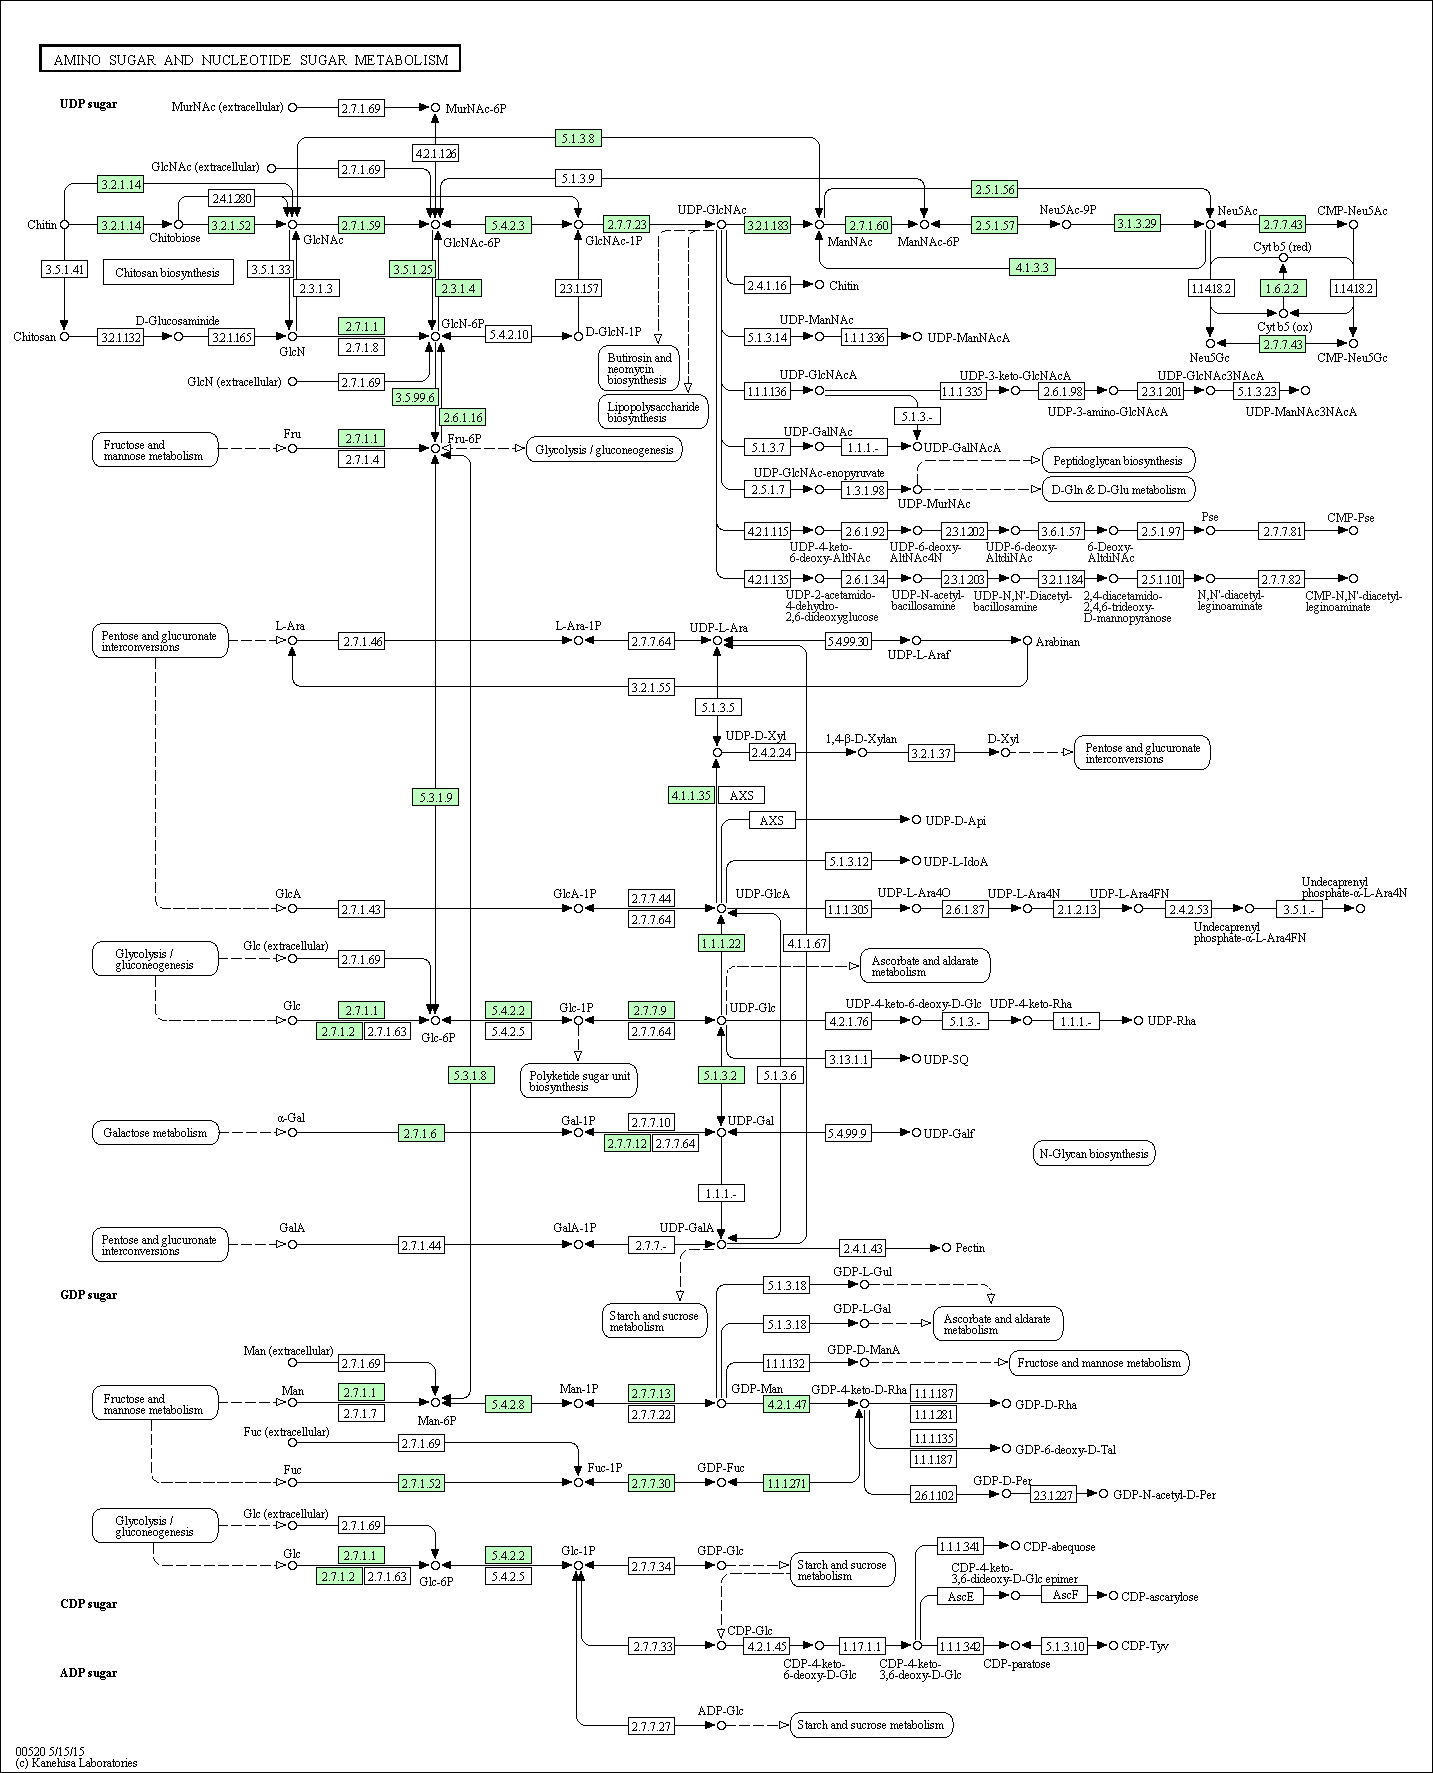 AMINO SUGAR AND NUCLEOTIDE SUGAR METABOLISM
UDP sugar
MurNAc (extracellular)
2.7.1.69
MurNAc-6P
5.1.3.8
4.2.1.126
GlcNAc (extracellular)
2.7.1.69
5.1.3.9
3.2.1.14
2.4.1.280
2.5.1.56
Chitin
3.2.1.14
Chitobiose
3.2.1.52
GlcNAc
2.7.1.59
GlcNAc-6P
5.4.2.3
GlcNAc-1P
2.7.7.23
UDP-GlcNAc
3.2.1.183
ManNAc
2.7.1.60
ManNAc-6P
2.5.1.57
Neu5Ac-9P
3.1.3.29
Neu5Ac
2.7.7.43
CMP-Neu5Ac
3.5.1.41
Chitosan biosynthesis
3.5.1.33
2.3.1.3
3.5.1.25
2.3.1.4
2.3.1.157
4.1.3.3
Cyt b5 (red)
2.4.1.16
Chitin
1.14.18.2
1.6.2.2
1.14.18.2
Cyt b5 (ox)
Chitosan
3.2.1.132
D-Glucosaminide
3.2.1.165
GlcN
2.7.1.1
2.7.1.8
GlcN-6P
5.4.2.10
D-GlcN-1P
UDP-ManNAc
5.1.3.14
1.1.1.336
UDP-ManNAcA
Neu5Gc
2.7.7.43
CMP-Neu5Gc
Butirosin and
neomycin
biosynthesis
GlcN (extracellular)
2.7.1.69
UDP-GlcNAcA
1.1.1.136
UDP-3-keto-GlcNAcA
1.1.1.335
2.6.1.98
UDP-3-amino-GlcNAcA
UDP-GlcNAc3NAcA
2.3.1.201
5.1.3.23
UDP-ManNAc3NAcA
3.5.99.6
2.6.1.16
Lipopolysaccharide
biosynthesis
5.1.3.-
Fructose and
mannose metabolism
Fru
2.7.1.1
2.7.1.4
Fru-6P
Glycolysis / gluconeogenesis
UDP-GalNAc
5.1.3.7
1.1.1.-
UDP-GalNAcA
Peptidoglycan biosynthesis
UDP-GlcNAc-enopyruvate
2.5.1.7
1.3.1.98
UDP-MurNAc
D-Gln & D-Glu metabolism
4.2.1.115
UDP-4-keto-
6-deoxy-AltNAc
2.6.1.92
UDP-6-deoxy-
AltNAc4N
2.3.1.202
UDP-6-deoxy-
AltdiNAc
3.6.1.57
6-Deoxy-
AltdiNAc
2.5.1.97
Pse
2.7.7.81
CMP-Pse
4.2.1.135
UDP-2-acetamido-
4-dehydro-
2,6-dideoxyglucose
2.6.1.34
UDP-N-acetyl-
bacillosamine
2.3.1.203
UDP-N,N'-Diacetyl-
bacillosamine
3.2.1.184
2,4-diacetamido-
2,4,6-trideoxy-
D-mannopyranose
2.5.1.101
N,N'-diacetyl-
leginoaminate
2.7.7.82
CMP-N,N'-diacetyl-
leginoaminate
Pentose and glucuronate
interconversions
L-Ara
2.7.1.46
L-Ara-1P
2.7.7.64
UDP-L-Ara
5.4.99.30
UDP-L-Araf
Arabinan
3.2.1.55
5.1.3.5
UDP-D-Xyl
2.4.2.24
1,4-β-D-Xylan
3.2.1.37
D-Xyl
Pentose and glucuronate
interconversions
5.3.1.9
4.1.1.35
AXS
AXS
UDP-D-Api
5.1.3.12
UDP-L-IdoA
GlcA
2.7.1.43
GlcA-1P
2.7.7.44
2.7.7.64
UDP-GlcA
1.1.1.305
UDP-L-Ara4O
2.6.1.87
UDP-L-Ara4N
2.1.2.13
UDP-L-Ara4FN
2.4.2.53
Undecaprenyl
phosphate-α-L-Ara4FN
3.5.1.-
Undecaprenyl
phosphate-α-L-Ara4N
1.1.1.22
4.1.1.67
Glycolysis /
gluconeogenesis
Glc (extracellular)
2.7.1.69
Ascorbate and aldarate
metabolism
Glc
2.7.1.1
2.7.1.2
2.7.1.63
Glc-6P
5.4.2.2
5.4.2.5
Glc-1P
2.7.7.9
2.7.7.64
UDP-Glc
4.2.1.76
UDP-4-keto-6-deoxy-D-Glc
5.1.3.-
UDP-4-keto-Rha
1.1.1.-
UDP-Rha
3.13.1.1
UDP-SQ
5.3.1.8
Polyketide sugar unit
biosynthesis
5.1.3.2
5.1.3.6
Galactose metabolism
α-Gal
2.7.1.6
Gal-1P
2.7.7.10
2.7.7.12
2.7.7.64
UDP-Gal
5.4.99.9
UDP-Galf
N-Glycan biosynthesis
1.1.1.-
Pentose and glucuronate
interconversions
GalA
2.7.1.44
GalA-1P
2.7.7.-
UDP-GalA
2.4.1.43
Pectin
GDP sugar
Starch and sucrose
metabolism
5.1.3.18
GDP-L-Gul
5.1.3.18
GDP-L-Gal
Ascorbate and aldarate
metabolism
Man (extracellular)
2.7.1.69
1.1.1.132
GDP-D-ManA
Fructose and mannose metabolism
Fructose and
mannose metabolism
Man
2.7.1.1
2.7.1.7
Man-6P
5.4.2.8
Man-1P
2.7.7.13
2.7.7.22
GDP-Man
4.2.1.47
GDP-4-keto-D-Rha
1.1.1.187
1.1.1.281
GDP-D-Rha
Fuc (extracellular)
2.7.1.69
1.1.1.135
1.1.1.187
GDP-6-deoxy-D-Tal
Fuc
2.7.1.52
Fuc-1P
2.7.7.30
GDP-Fuc
1.1.1.271
2.6.1.102
GDP-D-Per
2.3.1.227
GDP-N-acetyl-D-Per
Glycolysis /
gluconeogenesis
Glc (extracellular)
2.7.1.69
Glc
2.7.1.1
2.7.1.2
2.7.1.63
Glc-6P
5.4.2.2
5.4.2.5
Glc-1P
2.7.7.34
GDP-Glc
Starch and sucrose
metabolism
1.1.1.341
CDP-abequose
CDP-4-keto-
3,6-dideoxy-D-Glc epimer
AscE
AscF
CDP-ascarylose
CDP sugar
2.7.7.33
CDP-Glc
4.2.1.45
CDP-4-keto-
6-deoxy-D-Glc
1.17.1.1
CDP-4-keto-
3,6-deoxy-D-Glc
1.1.1.342
CDP-paratose
5.1.3.10
CDP-Tyv
ADP sugar
2.7.7.27
ADP-Glc
Starch and sucrose metabolism
00520 5/15/15
(c) Kanehisa Laboratories